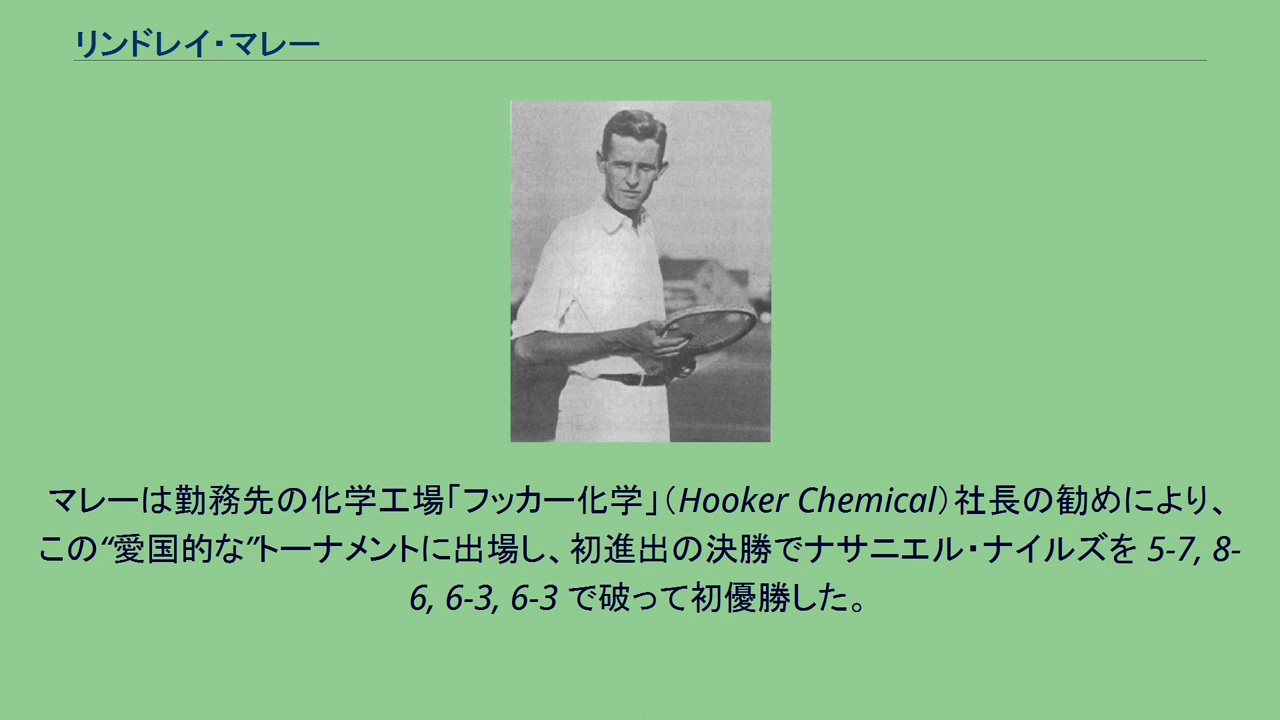 リンドレイ・マレー
マレーは勤務先の化学工場「フッカー化学」（Hooker Chemical）社長の勧めにより、
この“愛国的な”トーナメントに出場し、初進出の決勝でナサニエル・ナイルズを 5-7, 8-
6, 6-3, 6-3 で破って初優勝した。